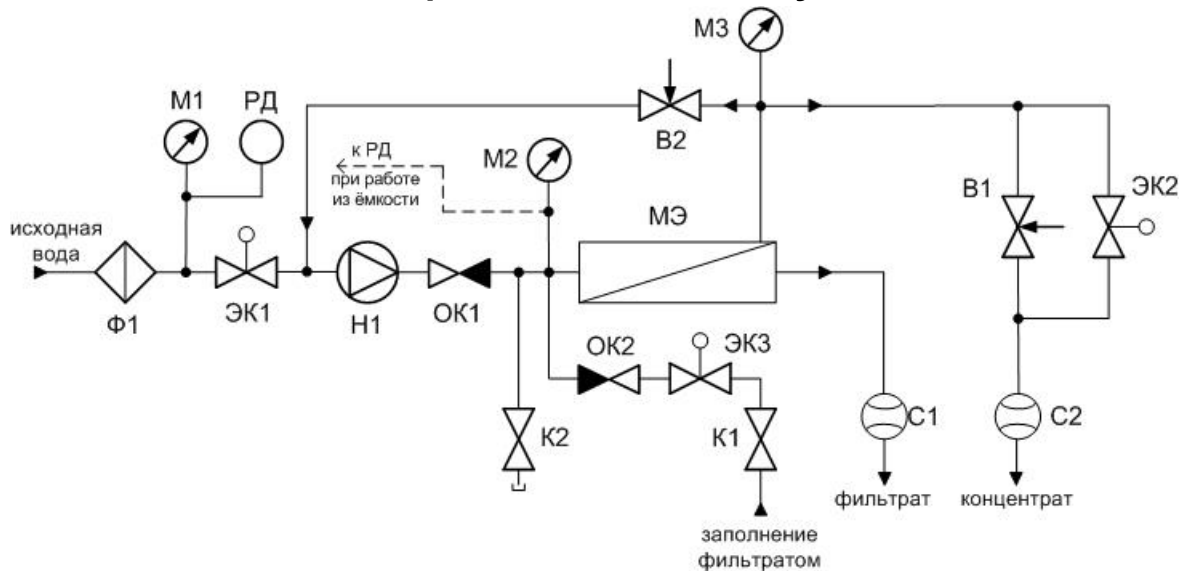 М3
М1
РД
В2
к РД
при работе
из ёмкости
М2
МЭ
В1
ЭК2
исходная
вода
Ф1
ЭК1
Н1
ОК1
ОК2
ЭК3
К2
К1
С1
С2
фильтрат
концентрат
заполнение
фильтратом